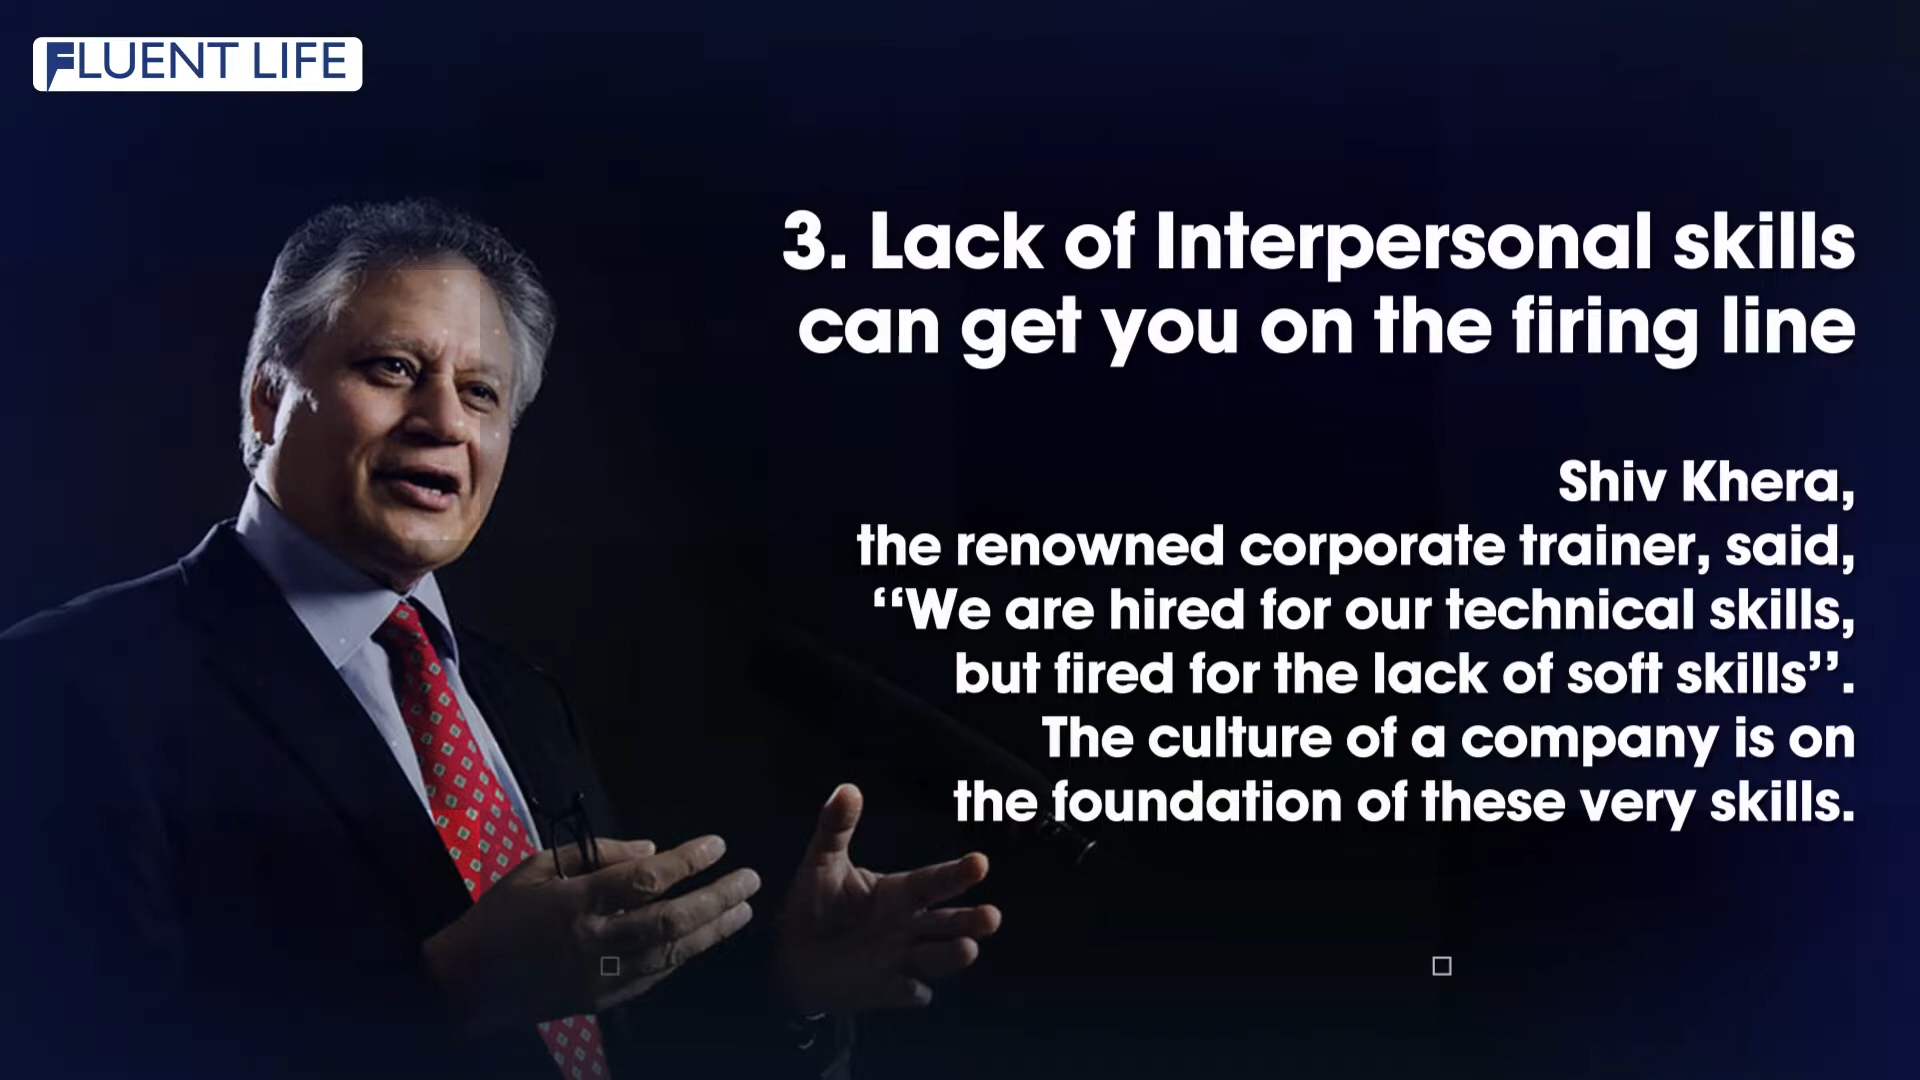 FLUENT LIFE
3. Lack of Interpersonal skills
can get you on the firing line
Shiv Khera,
the renowned corporate trainer, said,
‘‘We are hired for our technical skills,
but fired for the lack of soft skills’’.
The culture of a company is on
the foundation of these very skills.